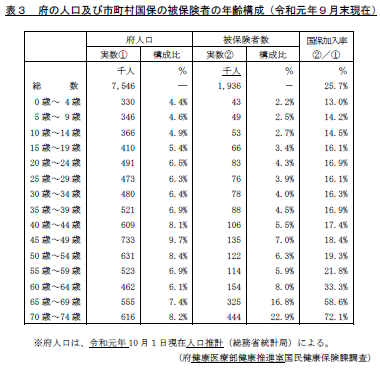 表３　府の人口及び市町村国保の被保険者の年齢構成（令和元年９月末現在）
府人口 被保険者数 国保加入率
実数① 構成比 実数② 構成比 ②／①
千人 % 千人 % %
総　数 7,546 ― 1,936 ― 25.7%
０歳～ ４歳 330 4.4% 43 2.2% 13.0%
５歳～ ９歳 346 4.6% 49 2.5% 14.2%
10歳～14歳 366 4.9% 53 2.7% 14.5%
15歳～19歳 410 5.4% 66 3.4% 16.1%
20歳～24歳 491 6.5% 83 4.3% 16.9%
25歳～29歳 473 6.3% 76 3.9% 16.1%
30歳～34歳 480 6.4% 78 4.0% 16.3%
35歳～39歳 521 6.9% 88 4.5% 16.9%
40歳～44歳 609 8.1% 106 5.5% 17.4%
45歳～49歳 733 9.7% 135 7.0% 18.4%
50歳～54歳 631 8.4% 122 6.3% 19.3%
55歳～59歳 523 6.9% 114 5.9% 21.8%
60歳～64歳 462 6.1% 154 8.0% 33.3%
65歳～69歳 555 7.4% 325 16.8% 58.6%
70歳～74歳 616 8.2% 444 22.9% 72.1%
※府人口は、令和元年10月１日現在人口推計（総務省統計局）による。
（府健康医療部健康推進室国民健康保険課調査）